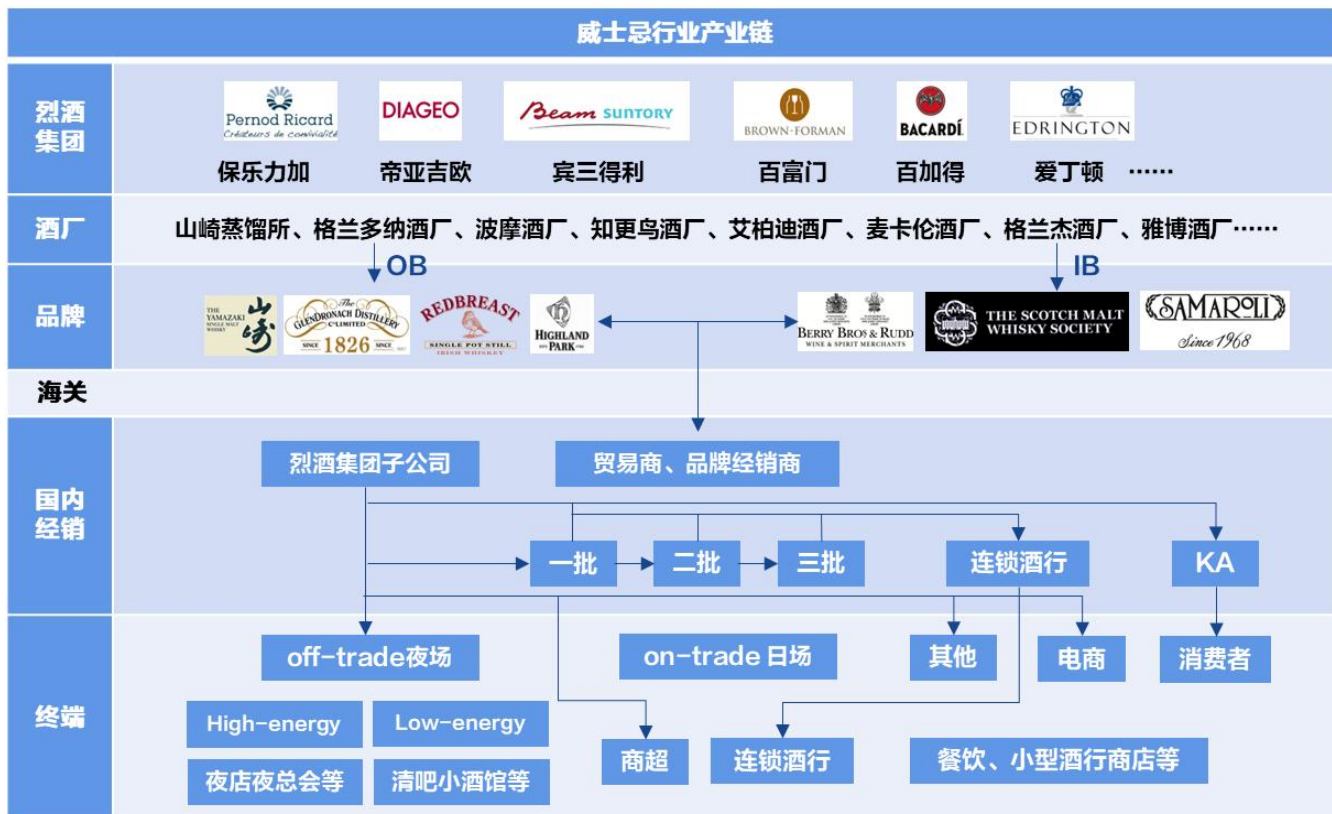 威士忌行业产业链
烈酒
集团
Pernod Ricard
Créateurs de convivialité
DIAGEO
Beam SUNTORY
BROWN-FORMAN
BACARDÍ
EDRINGTON
保乐力加
帝亚吉欧
宾三得利
百富门
百加得
爱丁顿
……
酒厂
山崎蒸馏所、格兰多纳酒厂、波摩酒厂、知更鸟酒厂、艾柏迪酒厂、麦卡伦酒厂、格兰杰酒厂、雅博酒厂……
OB
IB
品牌
THE
YAMAZAKI
SINGLE MALT
WHISKY
山崎
The
GLENDRONACH DISTILLERY
Cº LIMITED
SINCE 1826 SINCE
REDBREAST
SINGLE POT STILL
IRISH WHISKEY
HIGHLAND
PARK
BERRY BROS & RUDD
WINE & SPIRIT MERCHANTS
THE SCOTCH MALT
WHISKY SOCIETY
SAMAROLI
Since 1968
海关
国内
经销
烈酒集团子公司
贸易商、品牌经销商
一批
二批
三批
连锁酒行
KA
终端
off-trade夜场
on-trade 日场
其他
电商
消费者
High-energy
Low-energy
商超
连锁酒行
餐饮、小型酒行商店等
夜店夜总会等
清吧小酒馆等